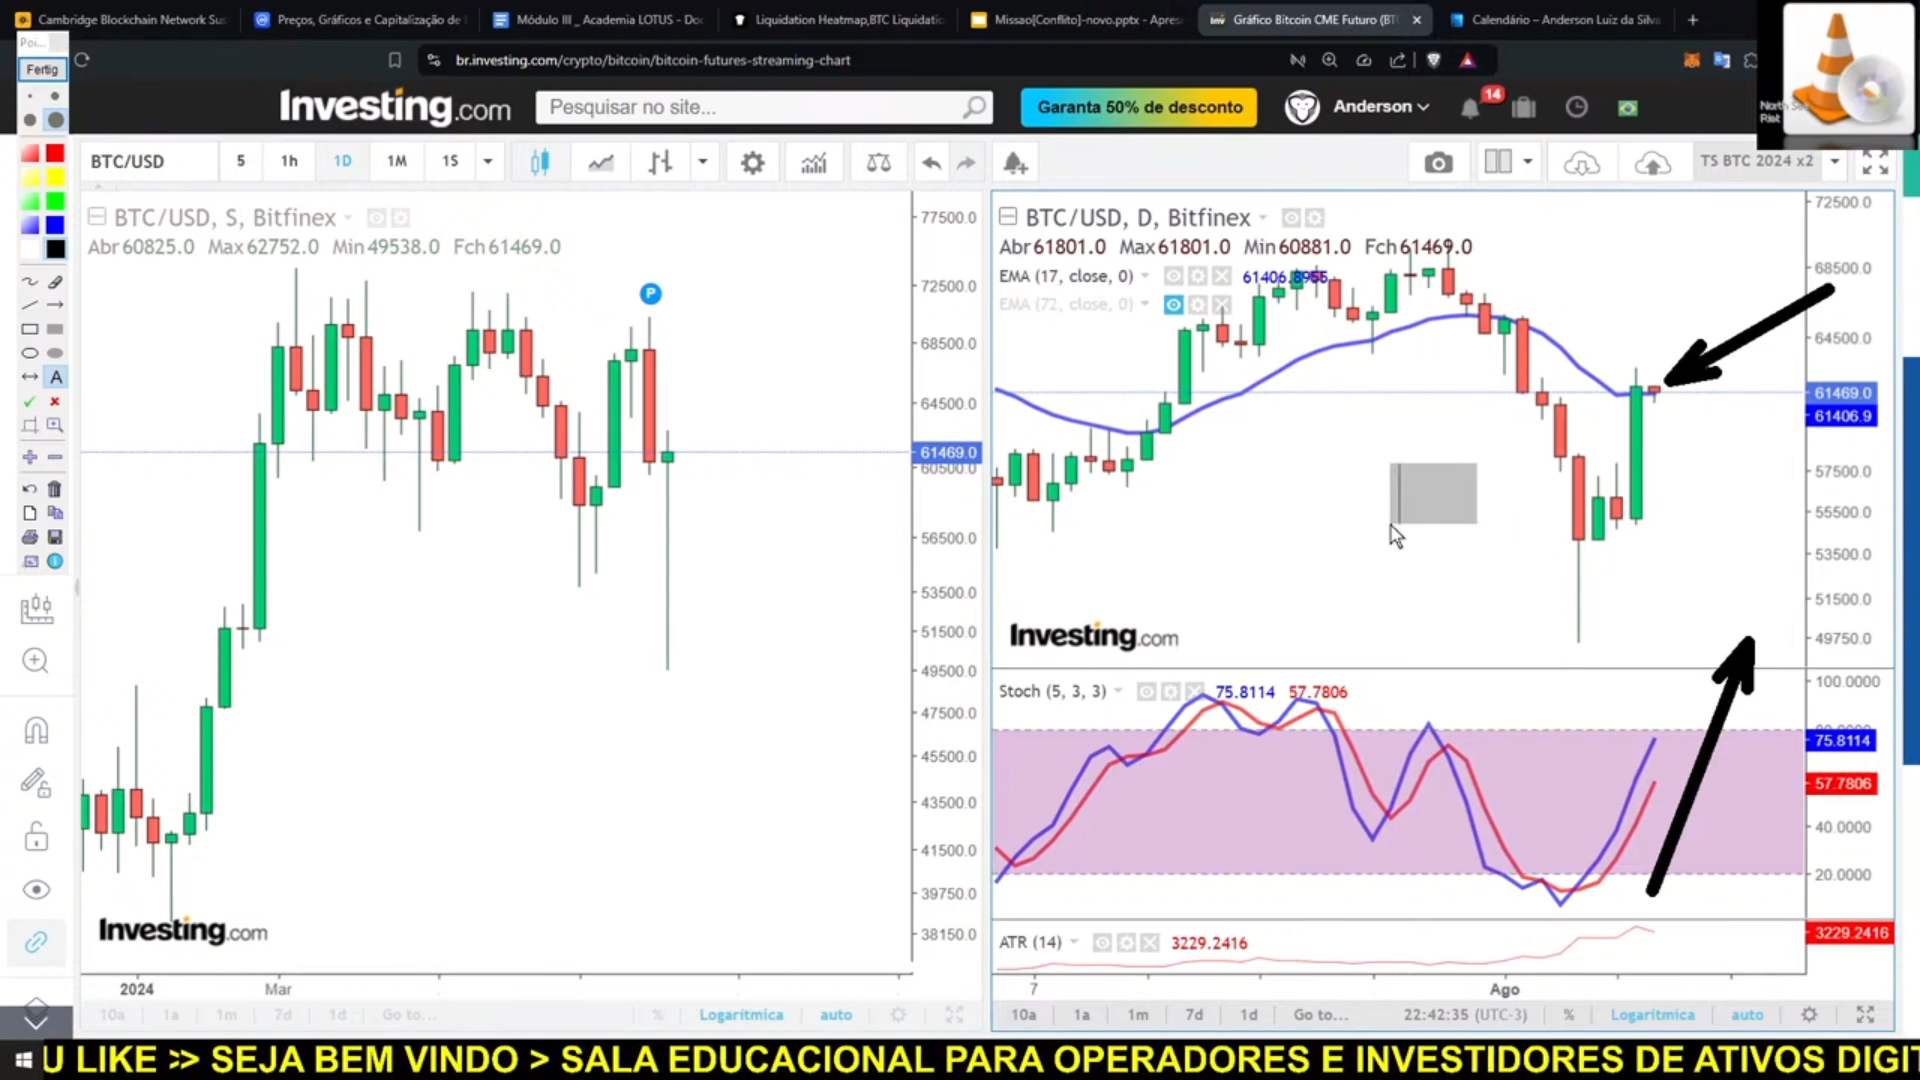 Cambridge Blockchain Network Sus
Preços, Gráficos e Capitalização de
Módulo III _ Academia LOTUS - Doc
Liquidation Heatmap,BTC Liquidatio
Missao[Conflito]-novo.pptx - Apres
Gráfico Bitcoin CME Futuro (BT
Calendário – Anderson Luiz da Silva
Poi...
Fertig
br.investing.com/crypto/bitcoin/bitcoin-futures-streaming-chart
Investing.com
Pesquisar no site...
Garanta 50% de desconto
Anderson
14
BTC/USD
5
1h
1D
1M
1S
TS BTC 2024 x2
BTC/USD, S, Bitfinex
Abr 60825.0 Max 62752.0 Min 49538.0 Fch 61469.0
P
77500.0
72500.0
68500.0
64500.0
61469.0
60500.0
56500.0
53500.0
51500.0
49500.0
47500.0
45500.0
43500.0
41500.0
39750.0
38150.0
Investing.com
2024
Mar
10a
1a
1m
7d
1d
Go to...
%
Logarítmica
auto
BTC/USD, D, Bitfinex
Abr 61801.0 Max 61801.0 Min 60881.0 Fch 61469.0
EMA (17, close, 0)
61406.8955
EMA (72, close, 0)
72500.0
68500.0
64500.0
61469.0
61406.9
57500.0
55500.0
53500.0
51500.0
49750.0
Investing.com
Stoch (5, 3, 3)
75.8114 57.7806
100.0000
80.0000
75.8114
57.7806
40.0000
20.0000
ATR (14)
3229.2416
3229.2416
7
Ago
10a
1a
1m
7d
1d
Go to...
22:42:35 (UTC-3)
%
Logarítmica
auto
A
U LIKE >> SEJA BEM VINDO > SALA EDUCACIONAL PARA OPERADORES E INVESTIDORES DE ATIVOS DIGIT